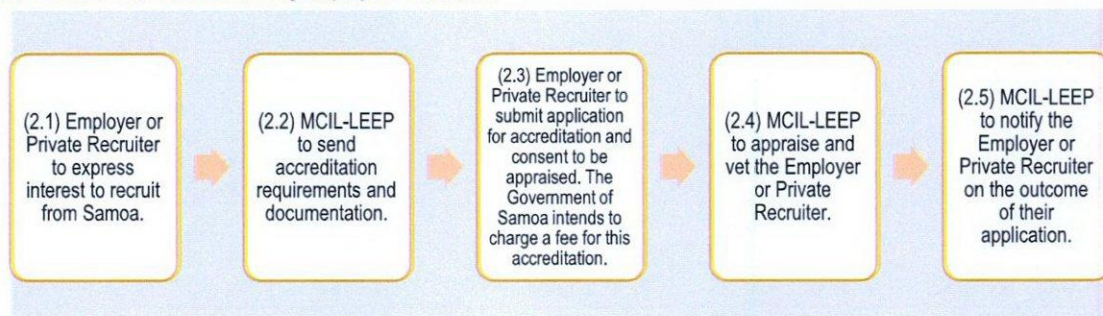 (2.1) Employer or
Private Recruiter
to express
interest to recruit
from Samoa.
(2.2) MCIL-LEEP
to send
accreditation
requirements and
documentation.
(2.3) Employer or
Private Recruiter to
submit application
for accreditation and
consent to be
appraised. The
Government of
Samoa intends to
charge a fee for this
accreditation.
(2.4) MCIL-LEEP
to appraise and
vet the Employer
or Private
Recruiter.
(2.5) MCIL-LEEP
to notify the
Employer or
Private Recruiter
on the outcome
of their
application.